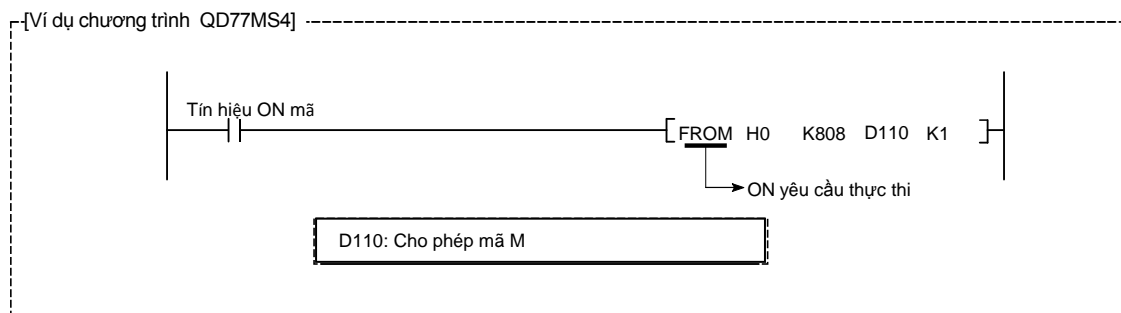 [Ví dụ chương trình QD77MS4]
Tín hiệu ON mã
FROM H0 K808 D110 K1
ON yêu cầu thực thi
D110: Cho phép mã M